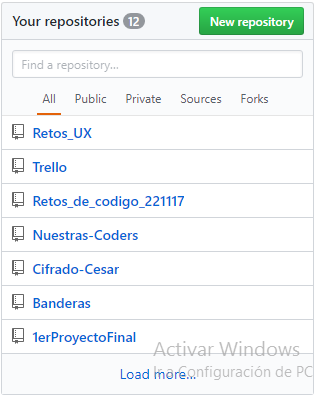 Your repositories 12 New repository
Find a repository...
All Public Private Sources Forks
Retos_UX
Trello
Retos_de_codigo_221117
Nuestras-Coders
Cifrado-Cesar
Banderas
1erProyectoFinal
Activar Windows
Load more...
Ir a Configuración de PC